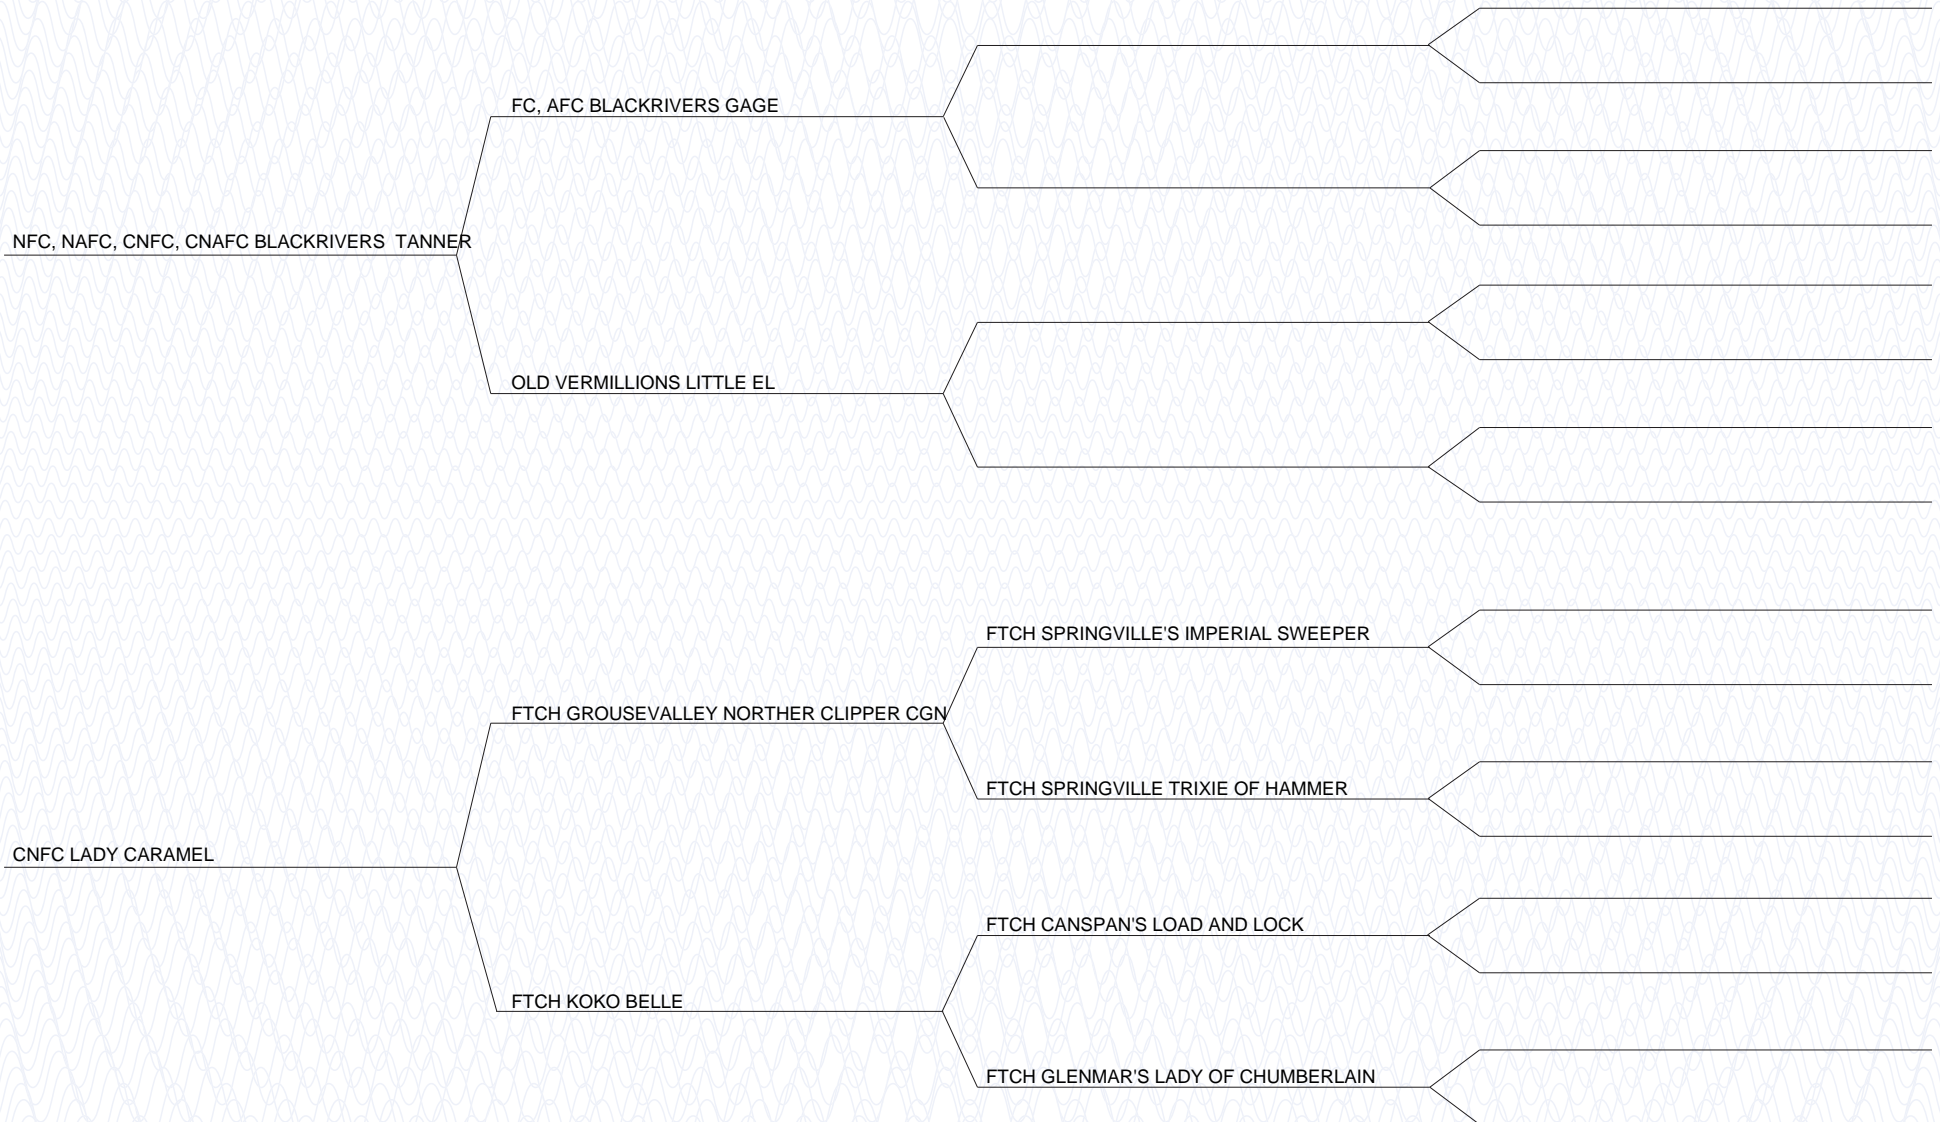 FC, AFC BLACKRIVERS GAGE
NFC, NAFC, CNFC, CNAFC BLACKRIVERS  TANNER
OLD VERMILLIONS LITTLE EL
FTCH SPRINGVILLE'S IMPERIAL SWEEPER
FTCH GROUSEVALLEY NORTHER CLIPPER CGN
FTCH SPRINGVILLE TRIXIE OF HAMMER
CNFC LADY CARAMEL
FTCH CANSPAN'S LOAD AND LOCK
FTCH KOKO BELLE
FTCH GLENMAR'S LADY OF CHUMBERLAIN